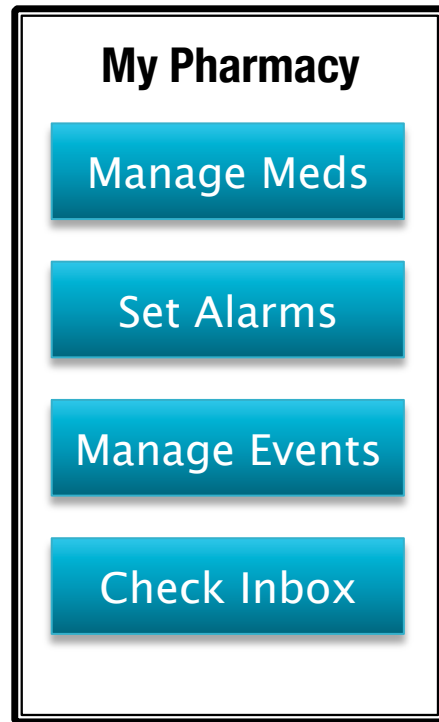 My Pharmacy
Manage Meds
Set Alarms
Manage Events
Check Inbox